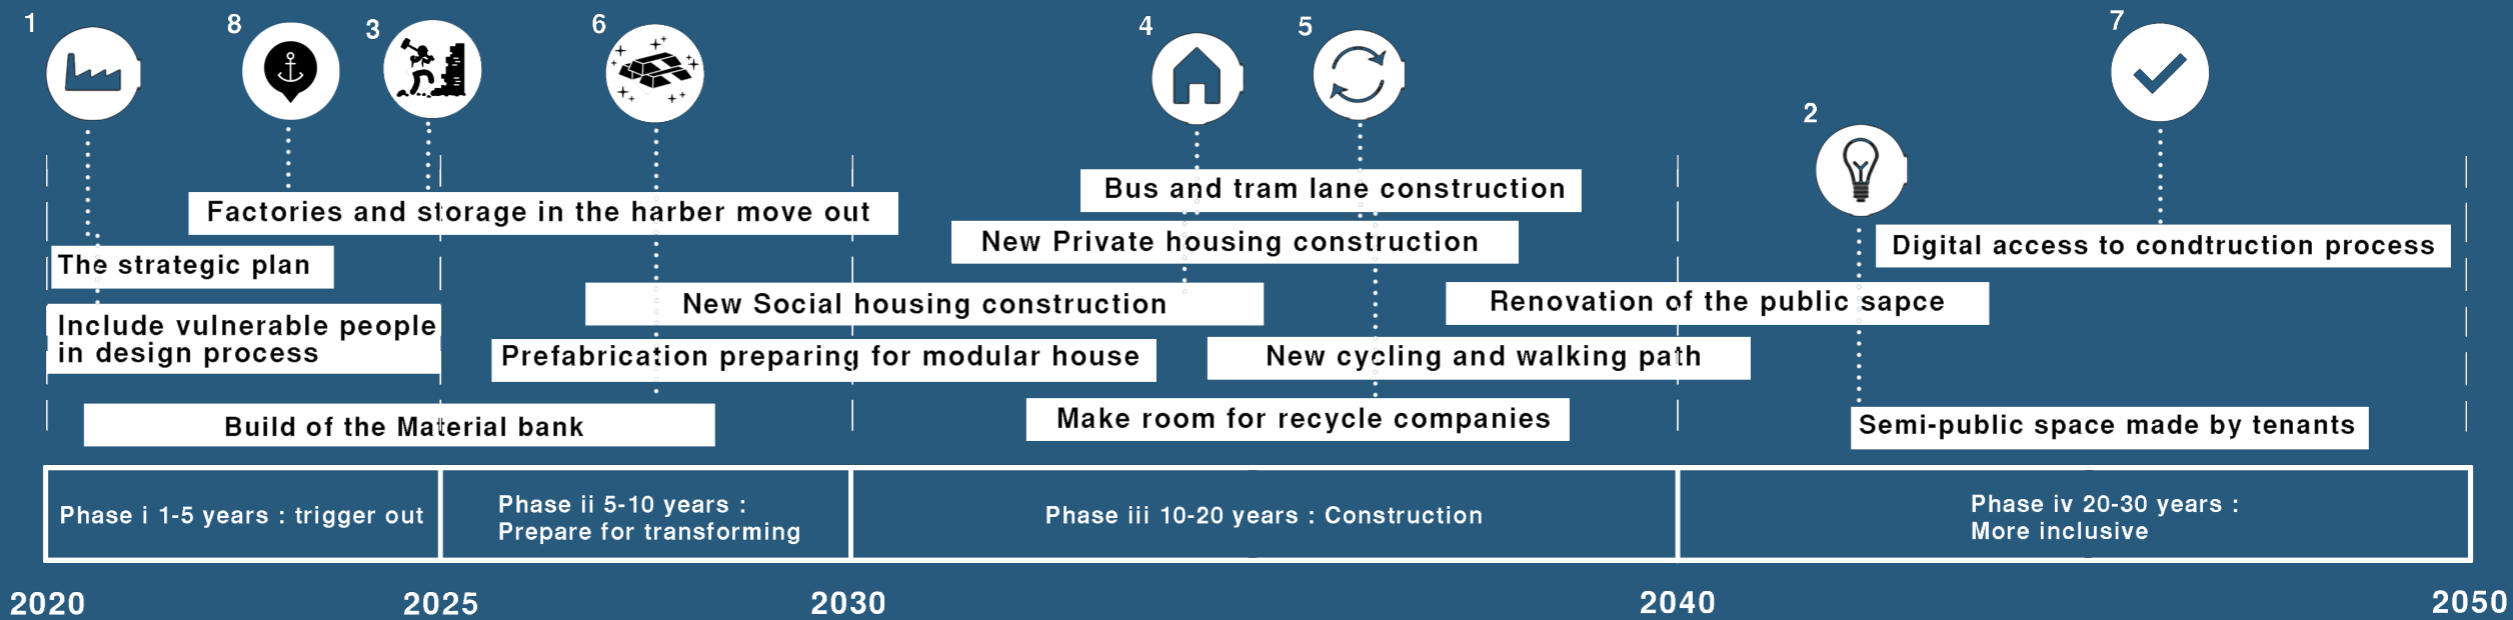 1
8
3
6
4
5
7
2
Bus and tram lane construction
Factories and storage in the harber move out
New Private housing construction
Digital access to condtruction process
The strategic plan
New Social housing construction
Renovation of the public sapce
Include vulnerable people
in design process
Prefabrication preparing for modular house
New cycling and walking path
Make room for recycle companies
Build of the Material bank
Semi-public space made by tenants
Phase i 1-5 years : trigger out
Phase ii 5-10 years :
Prepare for transforming
Phase iii 10-20 years : Construction
Phase iv 20-30 years :
More inclusive
2020
2025
2030
2040
2050